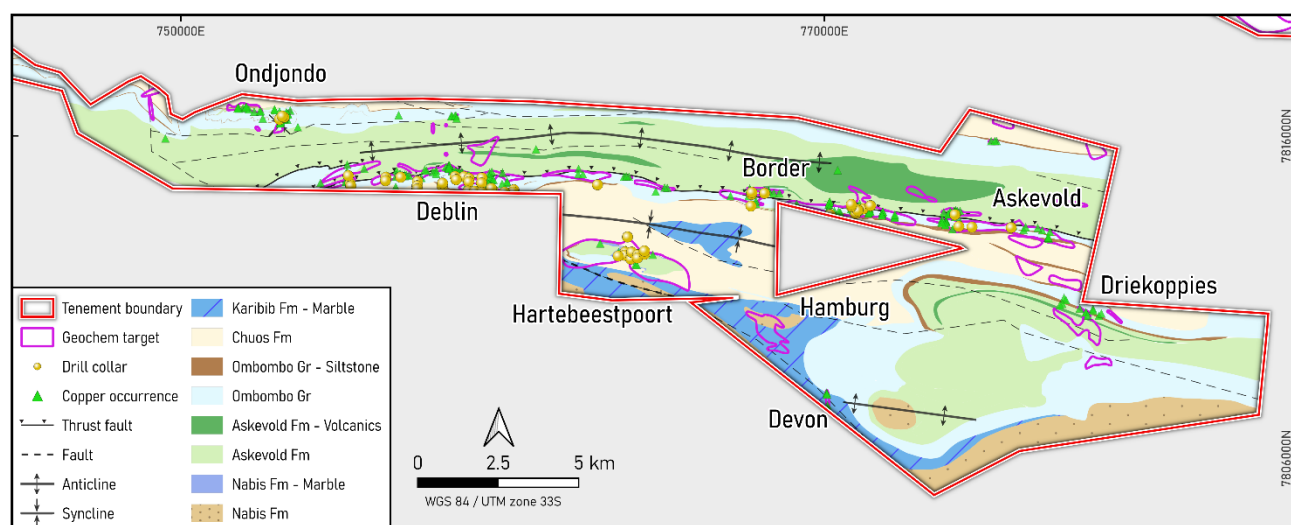 750000E
770000E
Ondjondo
7816000N
Border
Askevold
Deblin
Driekoppies
Hartebeestpoort
Hamburg
Devon
7806000N
Tenement boundary
Geochem target
Drill collar
Copper occurrence
Thrust fault
Fault
Anticline
Syncline
Karibib Fm - Marble
Chuos Fm
Ombombo Gr - Siltstone
Ombombo Gr
Askevold Fm - Volcanics
Askevold Fm
Nabis Fm - Marble
Nabis Fm
0 2.5 5 km
WGS 84 / UTM zone 33S